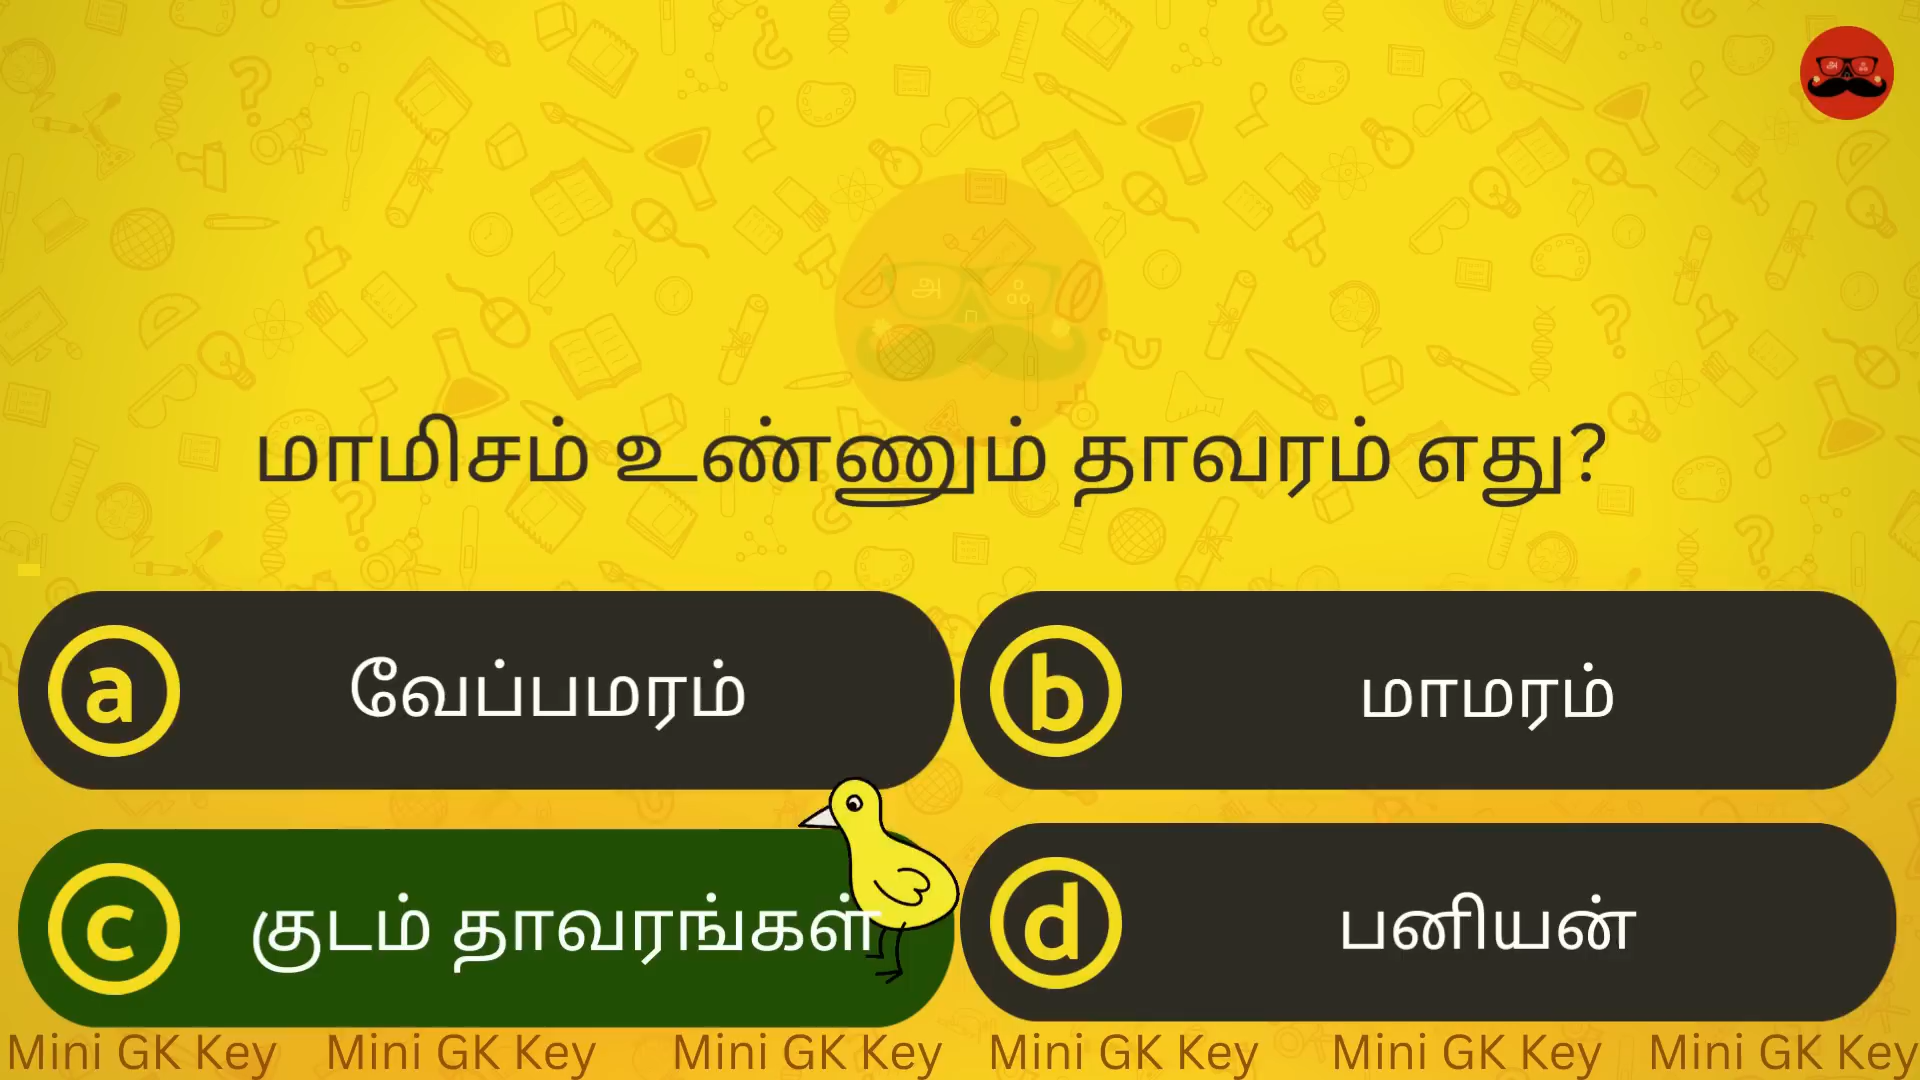 மாமிசம் உண்ணும் தாவரம் எது?
a வேப்பமரம்
b மாமரம்
c குடம் தாவரங்கள்
d பனியன்
Mini GK Key Mini GK Key Mini GK Key Mini GK Key Mini GK Key Mini GK Key